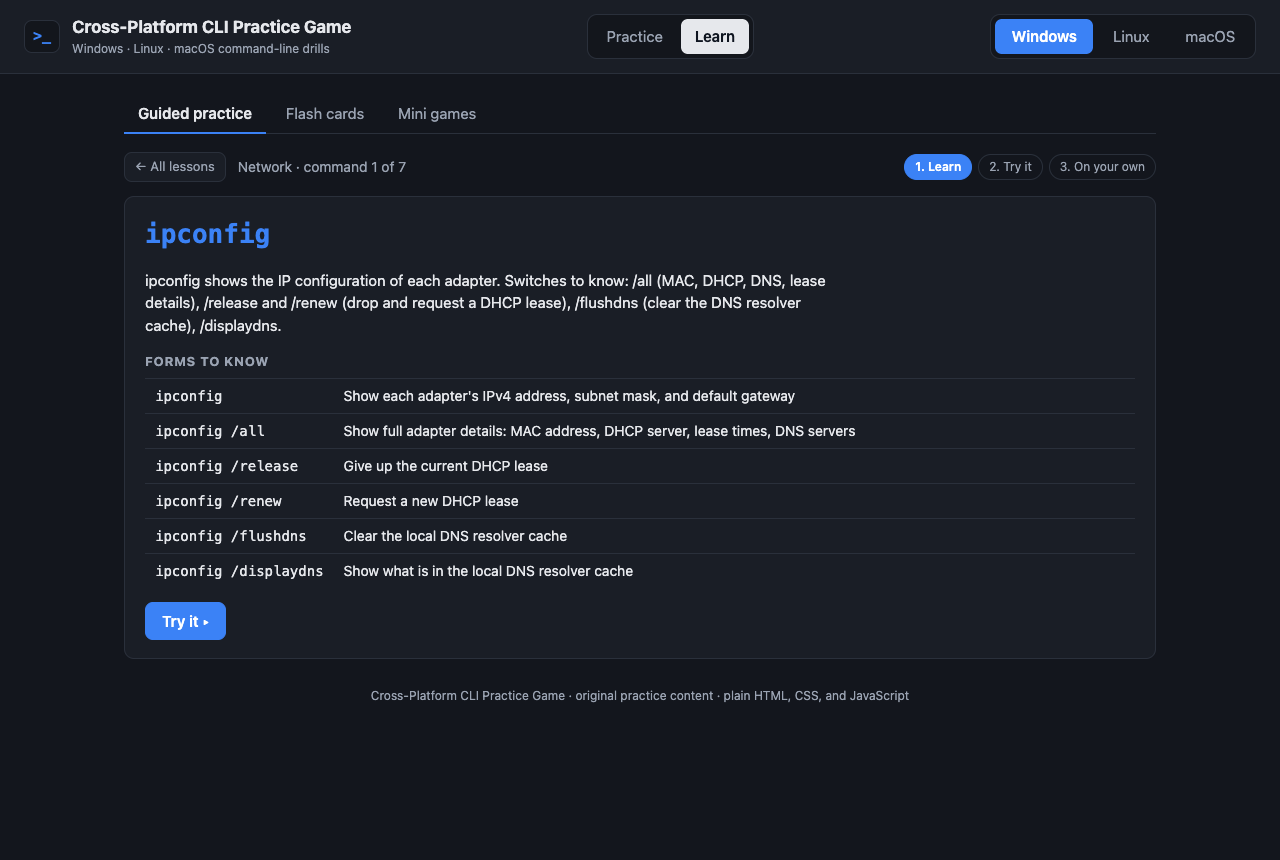 >_
Cross-Platform CLI Practice Game
Windows · Linux · macOS command-line drills
Practice
Learn
Windows
Linux
macOS
Guided practice
Flash cards
Mini games
← All lessons
Network · command 1 of 7
1. Learn
2. Try it
3. On your own
ipconfig
ipconfig shows the IP configuration of each adapter. Switches to know: /all (MAC, DHCP, DNS, lease
details), /release and /renew (drop and request a DHCP lease), /flushdns (clear the DNS resolver
cache), /displaydns.
FORMS TO KNOW
ipconfig Show each adapter's IPv4 address, subnet mask, and default gateway
ipconfig /all Show full adapter details: MAC address, DHCP server, lease times, DNS servers
ipconfig /release Give up the current DHCP lease
ipconfig /renew Request a new DHCP lease
ipconfig /flushdns Clear the local DNS resolver cache
ipconfig /displaydns Show what is in the local DNS resolver cache
Try it ▸
Cross-Platform CLI Practice Game · original practice content · plain HTML, CSS, and JavaScript